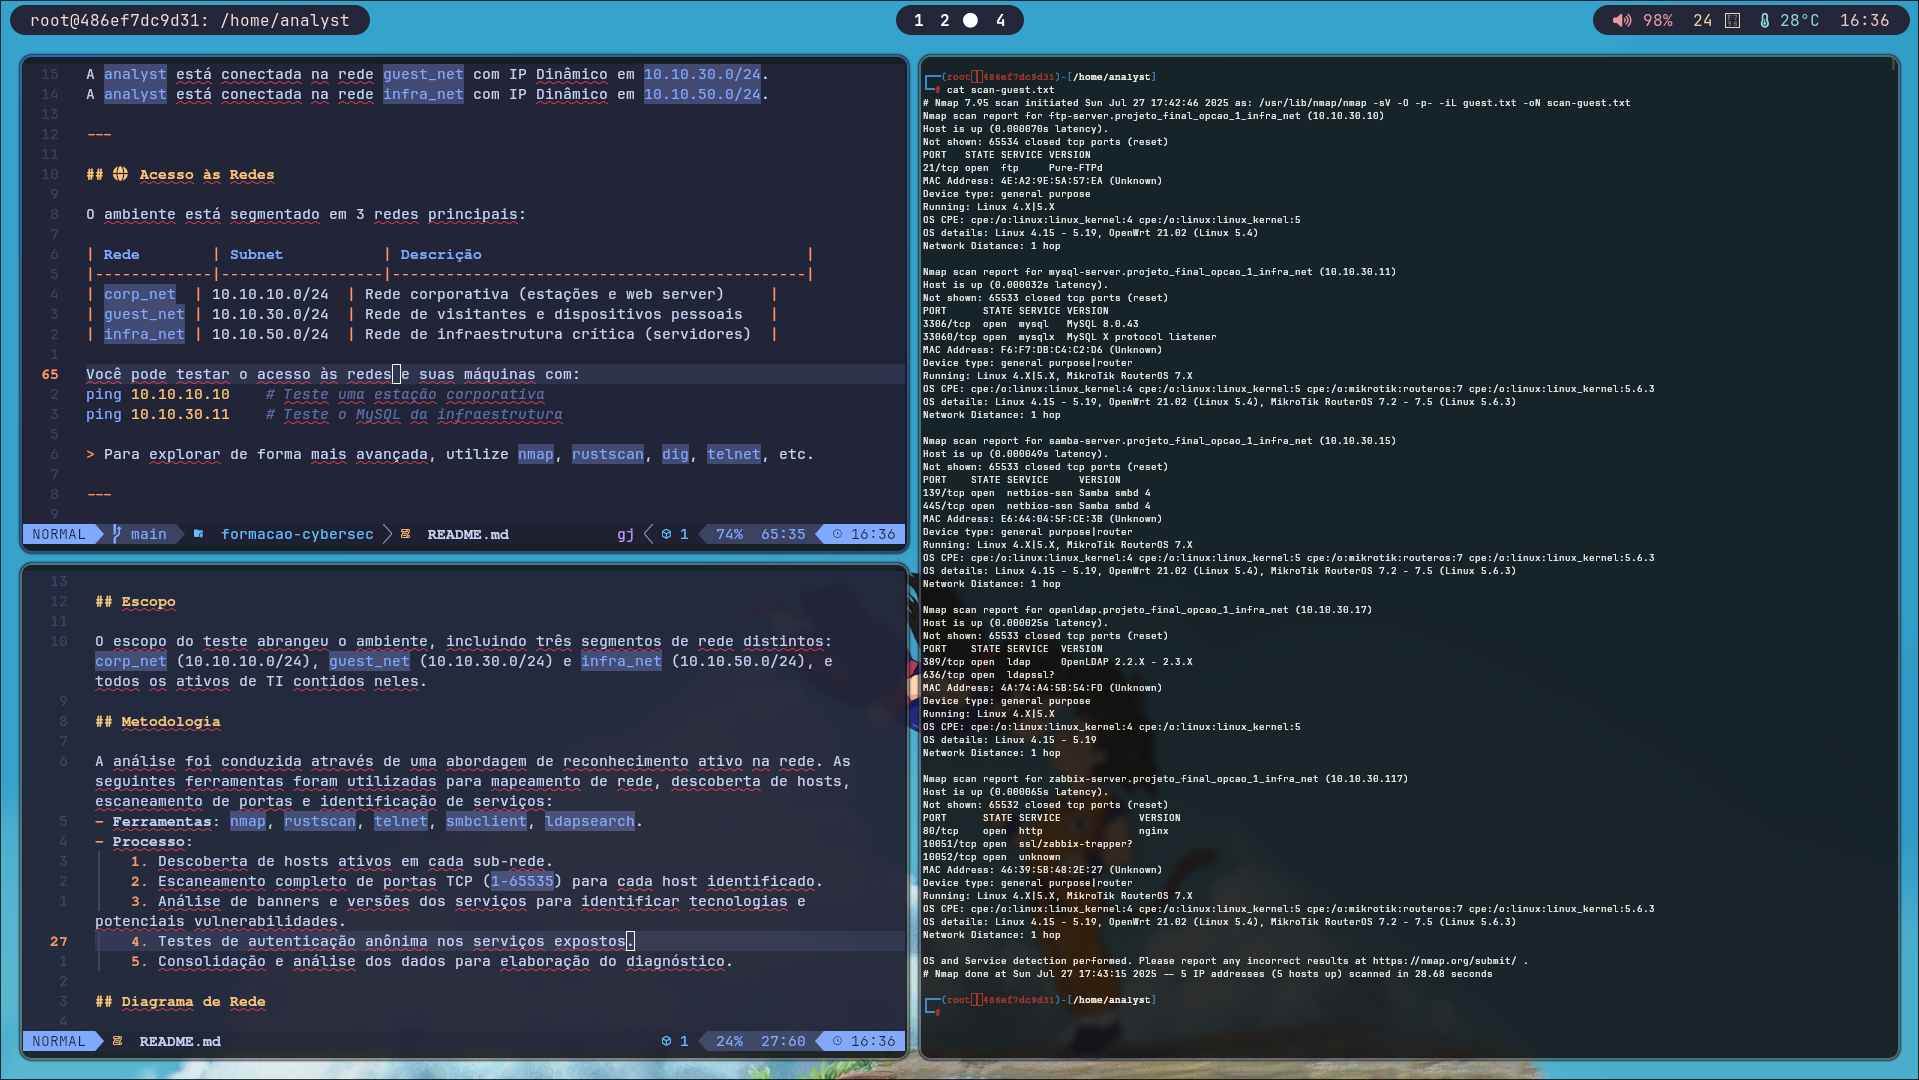 root@486ef7dc9d31: /home/analyst
1 2 4
98% 24 28°C 16:36
15 A analyst está conectada na rede guest_net com IP Dinâmico em 10.10.30.0/24.
14 A analyst está conectada na rede infra_net com IP Dinâmico em 10.10.50.0/24.
13
12 ---
11
10 ## Acesso às Redes
9
8 O ambiente está segmentado em 3 redes principais:
7
6 | Rede | Subnet | Descrição |
5 |-------------|------------------|----------------------------------------------|
4 | corp_net | 10.10.10.0/24 | Rede corporativa (estações e web server) |
3 | guest_net | 10.10.30.0/24 | Rede de visitantes e dispositivos pessoais |
2 | infra_net | 10.10.50.0/24 | Rede de infraestrutura crítica (servidores) |
1
65 Você pode testar o acesso às redes e suas máquinas com:
1 ping 10.10.10.10 # Teste uma estação corporativa
3 ping 10.10.30.11 # Teste o MySQL da infraestrutura
5
6 > Para explorar de forma mais avançada, utilize nmap, rustscan, dig, telnet, etc.
7
8 ---
9
NORMAL main formacao-cybersec README.md gj 1 74% 65:35 16:36
13
12 ## Escopo
11
10 O escopo do teste abrangeu o ambiente, incluindo três segmentos de rede distintos:
corp_net (10.10.10.0/24), guest_net (10.10.30.0/24) e infra_net (10.10.50.0/24), e
todos os ativos de TI contidos neles.
9
8 ## Metodologia
7
6 A análise foi conduzida através de uma abordagem de reconhecimento ativo na rede. As
seguintes ferramentas foram utilizadas para mapeamento de rede, descoberta de hosts,
escaneamento de portas e identificação de serviços:
5 - Ferramentas: nmap, rustscan, telnet, smbclient, ldapsearch.
4 - Processo:
3 1. Descoberta de hosts ativos em cada sub-rede.
2 2. Escaneamento completo de portas TCP (1-65535) para cada host identificado.
1 3. Análise de banners e versões dos serviços para identificar tecnologias e
potenciais vulnerabilidades.
27 4. Testes de autenticação anônima nos serviços expostos.
1 5. Consolidação e análise dos dados para elaboração do diagnóstico.
2
3 ## Diagrama de Rede
4
NORMAL README.md 1 24% 27:60 16:36
(root 486ef7dc9d31)-[/home/analyst]
# cat scan-guest.txt
# Nmap 7.95 scan initiated Sun Jul 27 17:42:46 2025 as: /usr/lib/nmap/nmap -sV -O -p- -iL guest.txt -oN scan-guest.txt
Nmap scan report for ftp-server.projeto_final_opcao_1_infra_net (10.10.30.10)
Host is up (0.000070s latency).
Not shown: 65534 closed tcp ports (reset)
PORT STATE SERVICE VERSION
21/tcp open ftp Pure-FTPd
MAC Address: 4E:A2:9E:5A:57:EA (Unknown)
Device type: general purpose
Running: Linux 4.X|5.X
OS CPE: cpe:/o:linux:linux_kernel:4 cpe:/o:linux:linux_kernel:5
OS details: Linux 4.15 - 5.19, OpenWrt 21.02 (Linux 5.4)
Network Distance: 1 hop

Nmap scan report for mysql-server.projeto_final_opcao_1_infra_net (10.10.30.11)
Host is up (0.000032s latency).
Not shown: 65533 closed tcp ports (reset)
PORT STATE SERVICE VERSION
3306/tcp open mysql MySQL 8.0.43
33060/tcp open mysqlx MySQL X protocol listener
MAC Address: F6:F7:DB:C4:C2:D6 (Unknown)
Device type: general purpose|router
Running: Linux 4.X|5.X, MikroTik RouterOS 7.X
OS CPE: cpe:/o:linux:linux_kernel:4 cpe:/o:linux:linux_kernel:5 cpe:/o:mikrotik:routeros:7 cpe:/o:linux:linux_kernel:5.6.3
OS details: Linux 4.15 - 5.19, OpenWrt 21.02 (Linux 5.4), MikroTik RouterOS 7.2 - 7.5 (Linux 5.6.3)
Network Distance: 1 hop

Nmap scan report for samba-server.projeto_final_opcao_1_infra_net (10.10.30.15)
Host is up (0.000049s latency).
Not shown: 65533 closed tcp ports (reset)
PORT STATE SERVICE VERSION
139/tcp open netbios-ssn Samba smbd 4
445/tcp open netbios-ssn Samba smbd 4
MAC Address: E6:64:04:5F:CE:3B (Unknown)
Device type: general purpose|router
Running: Linux 4.X|5.X, MikroTik RouterOS 7.X
OS CPE: cpe:/o:linux:linux_kernel:4 cpe:/o:linux:linux_kernel:5 cpe:/o:mikrotik:routeros:7 cpe:/o:linux:linux_kernel:5.6.3
OS details: Linux 4.15 - 5.19, OpenWrt 21.02 (Linux 5.4), MikroTik RouterOS 7.2 - 7.5 (Linux 5.6.3)
Network Distance: 1 hop

Nmap scan report for openldap.projeto_final_opcao_1_infra_net (10.10.30.17)
Host is up (0.000025s latency).
Not shown: 65533 closed tcp ports (reset)
PORT STATE SERVICE VERSION
389/tcp open ldap OpenLDAP 2.2.X - 2.3.X
636/tcp open ldapssl?
MAC Address: 4A:74:A4:5B:54:FD (Unknown)
Device type: general purpose
Running: Linux 4.X|5.X
OS CPE: cpe:/o:linux:linux_kernel:4 cpe:/o:linux:linux_kernel:5
OS details: Linux 4.15 - 5.19
Network Distance: 1 hop

Nmap scan report for zabbix-server.projeto_final_opcao_1_infra_net (10.10.30.117)
Host is up (0.000065s latency).
Not shown: 65532 closed tcp ports (reset)
PORT STATE SERVICE VERSION
80/tcp open http nginx
10051/tcp open ssl/zabbix-trapper?
10052/tcp open unknown
MAC Address: 46:39:5B:48:2E:27 (Unknown)
Device type: general purpose|router
Running: Linux 4.X|5.X, MikroTik RouterOS 7.X
OS CPE: cpe:/o:linux:linux_kernel:4 cpe:/o:linux:linux_kernel:5 cpe:/o:mikrotik:routeros:7 cpe:/o:linux:linux_kernel:5.6.3
OS details: Linux 4.15 - 5.19, OpenWrt 21.02 (Linux 5.4), MikroTik RouterOS 7.2 - 7.5 (Linux 5.6.3)
Network Distance: 1 hop

OS and Service detection performed. Please report any incorrect results at https://nmap.org/submit/ .
# Nmap done at Sun Jul 27 17:43:15 2025 -- 5 IP addresses (5 hosts up) scanned in 28.68 seconds

(root 486ef7dc9d31)-[/home/analyst]
#